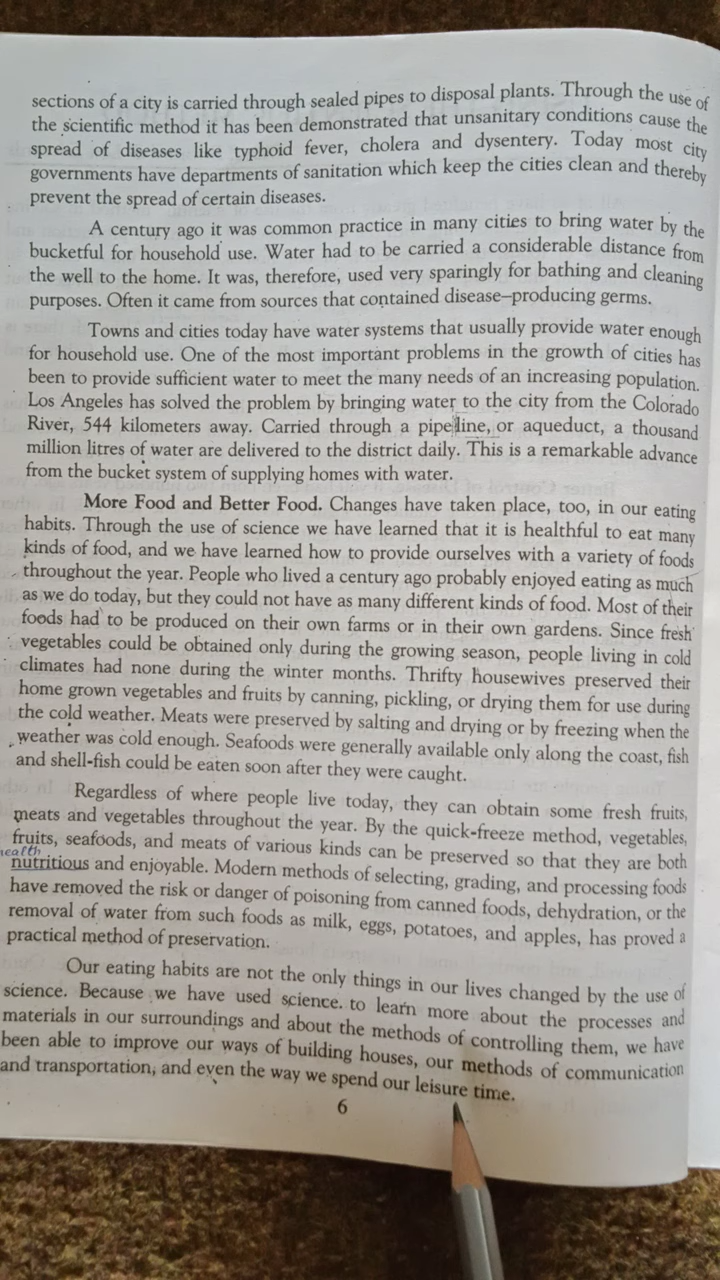 sections of a city is carried through sealed pipes to disposal plants. Through the use of
the scientific method it has been demonstrated that unsanitary conditions cause the
spread of diseases like typhoid fever, cholera and dysentery. Today most city
governments have departments of sanitation which keep the cities clean and thereby
prevent the spread of certain diseases.
A century ago it was common practice in many cities to bring water by the
bucketful for household use. Water had to be carried a considerable distance from
the well to the home. It was, therefore, used very sparingly for bathing and cleaning
purposes. Often it came from sources that contained disease–producing germs.
Towns and cities today have water systems that usually provide water enough
for household use. One of the most important problems in the growth of cities has
been to provide sufficient water to meet the many needs of an increasing population.
Los Angeles has solved the problem by bringing water to the city from the Colorado
River, 544 kilometers away. Carried through a pipe line, or aqueduct, a thousand
million litres of water are delivered to the district daily. This is a remarkable advance
from the bucket system of supplying homes with water.
More Food and Better Food. Changes have taken place, too, in our eating
habits. Through the use of science we have learned that it is healthful to eat many
kinds of food, and we have learned how to provide ourselves with a variety of foods
throughout the year. People who lived a century ago probably enjoyed eating as much
as we do today, but they could not have as many different kinds of food. Most of their
foods had to be produced on their own farms or in their own gardens. Since fresh
vegetables could be obtained only during the growing season, people living in cold
climates had none during the winter months. Thrifty housewives preserved their
home grown vegetables and fruits by canning, pickling, or drying them for use during
the cold weather. Meats were preserved by salting and drying or by freezing when the
weather was cold enough. Seafoods were generally available only along the coast, fish
and shell-fish could be eaten soon after they were caught.
Regardless of where people live today, they can obtain some fresh fruits,
meats and vegetables throughout the year. By the quick-freeze method, vegetables,
fruits, seafoods, and meats of various kinds can be preserved so that they are both
health
nutritious and enjoyable. Modern methods of selecting, grading, and processing foods
have removed the risk or danger of poisoning from canned foods, dehydration, or the
removal of water from such foods as milk, eggs, potatoes, and apples, has proved a
practical method of preservation.
Our eating habits are not the only things in our lives changed by the use of
science. Because we have used science to learn more about the processes and
materials in our surroundings and about the methods of controlling them, we have
been able to improve our ways of building houses, our methods of communication
and transportation, and even the way we spend our leisure time.
6